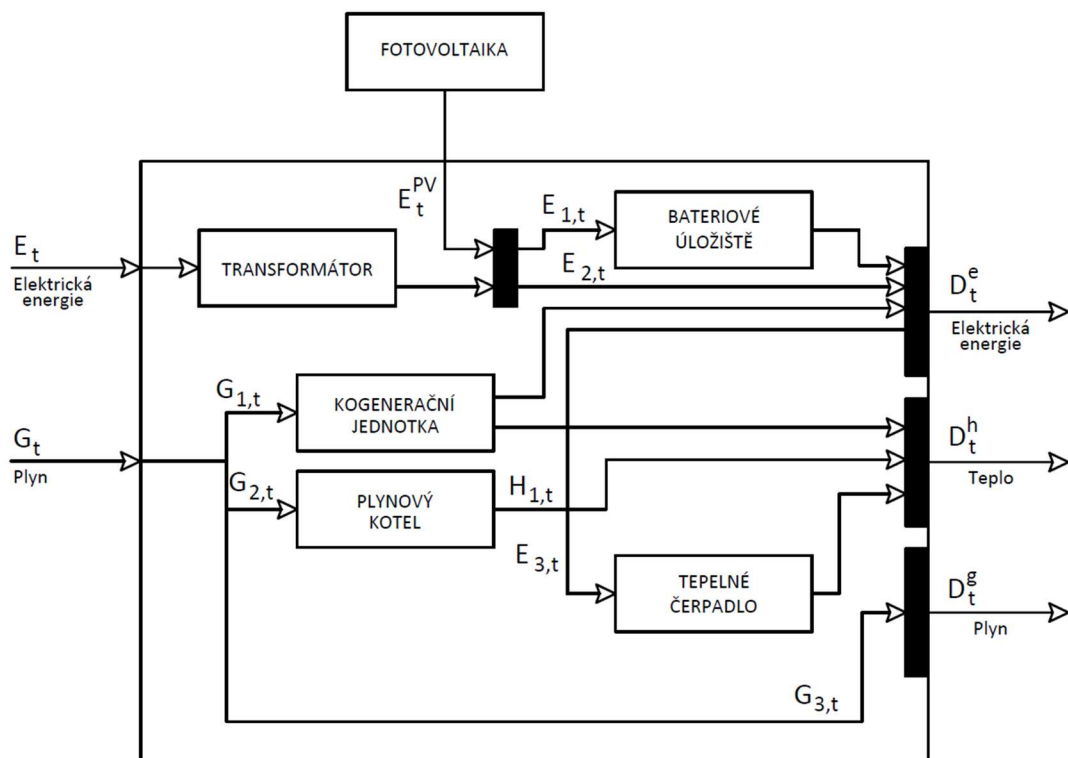 FOTOVOLTAIKA
E_t^PV
E_1,t
BATERIOVÉ
ÚLOŽIŠTĚ
E_t
Elektrická
energie
TRANSFORMÁTOR
E_2,t
D_t^e
Elektrická
energie
G_1,t
KOGENERAČNÍ
JEDNOTKA
G_t
Plyn
D_t^h
Teplo
G_2,t
PLYNOVÝ
KOTEL
H_1,t
E_3,t
TEPELNÉ
ČERPADLO
D_t^g
Plyn
G_3,t